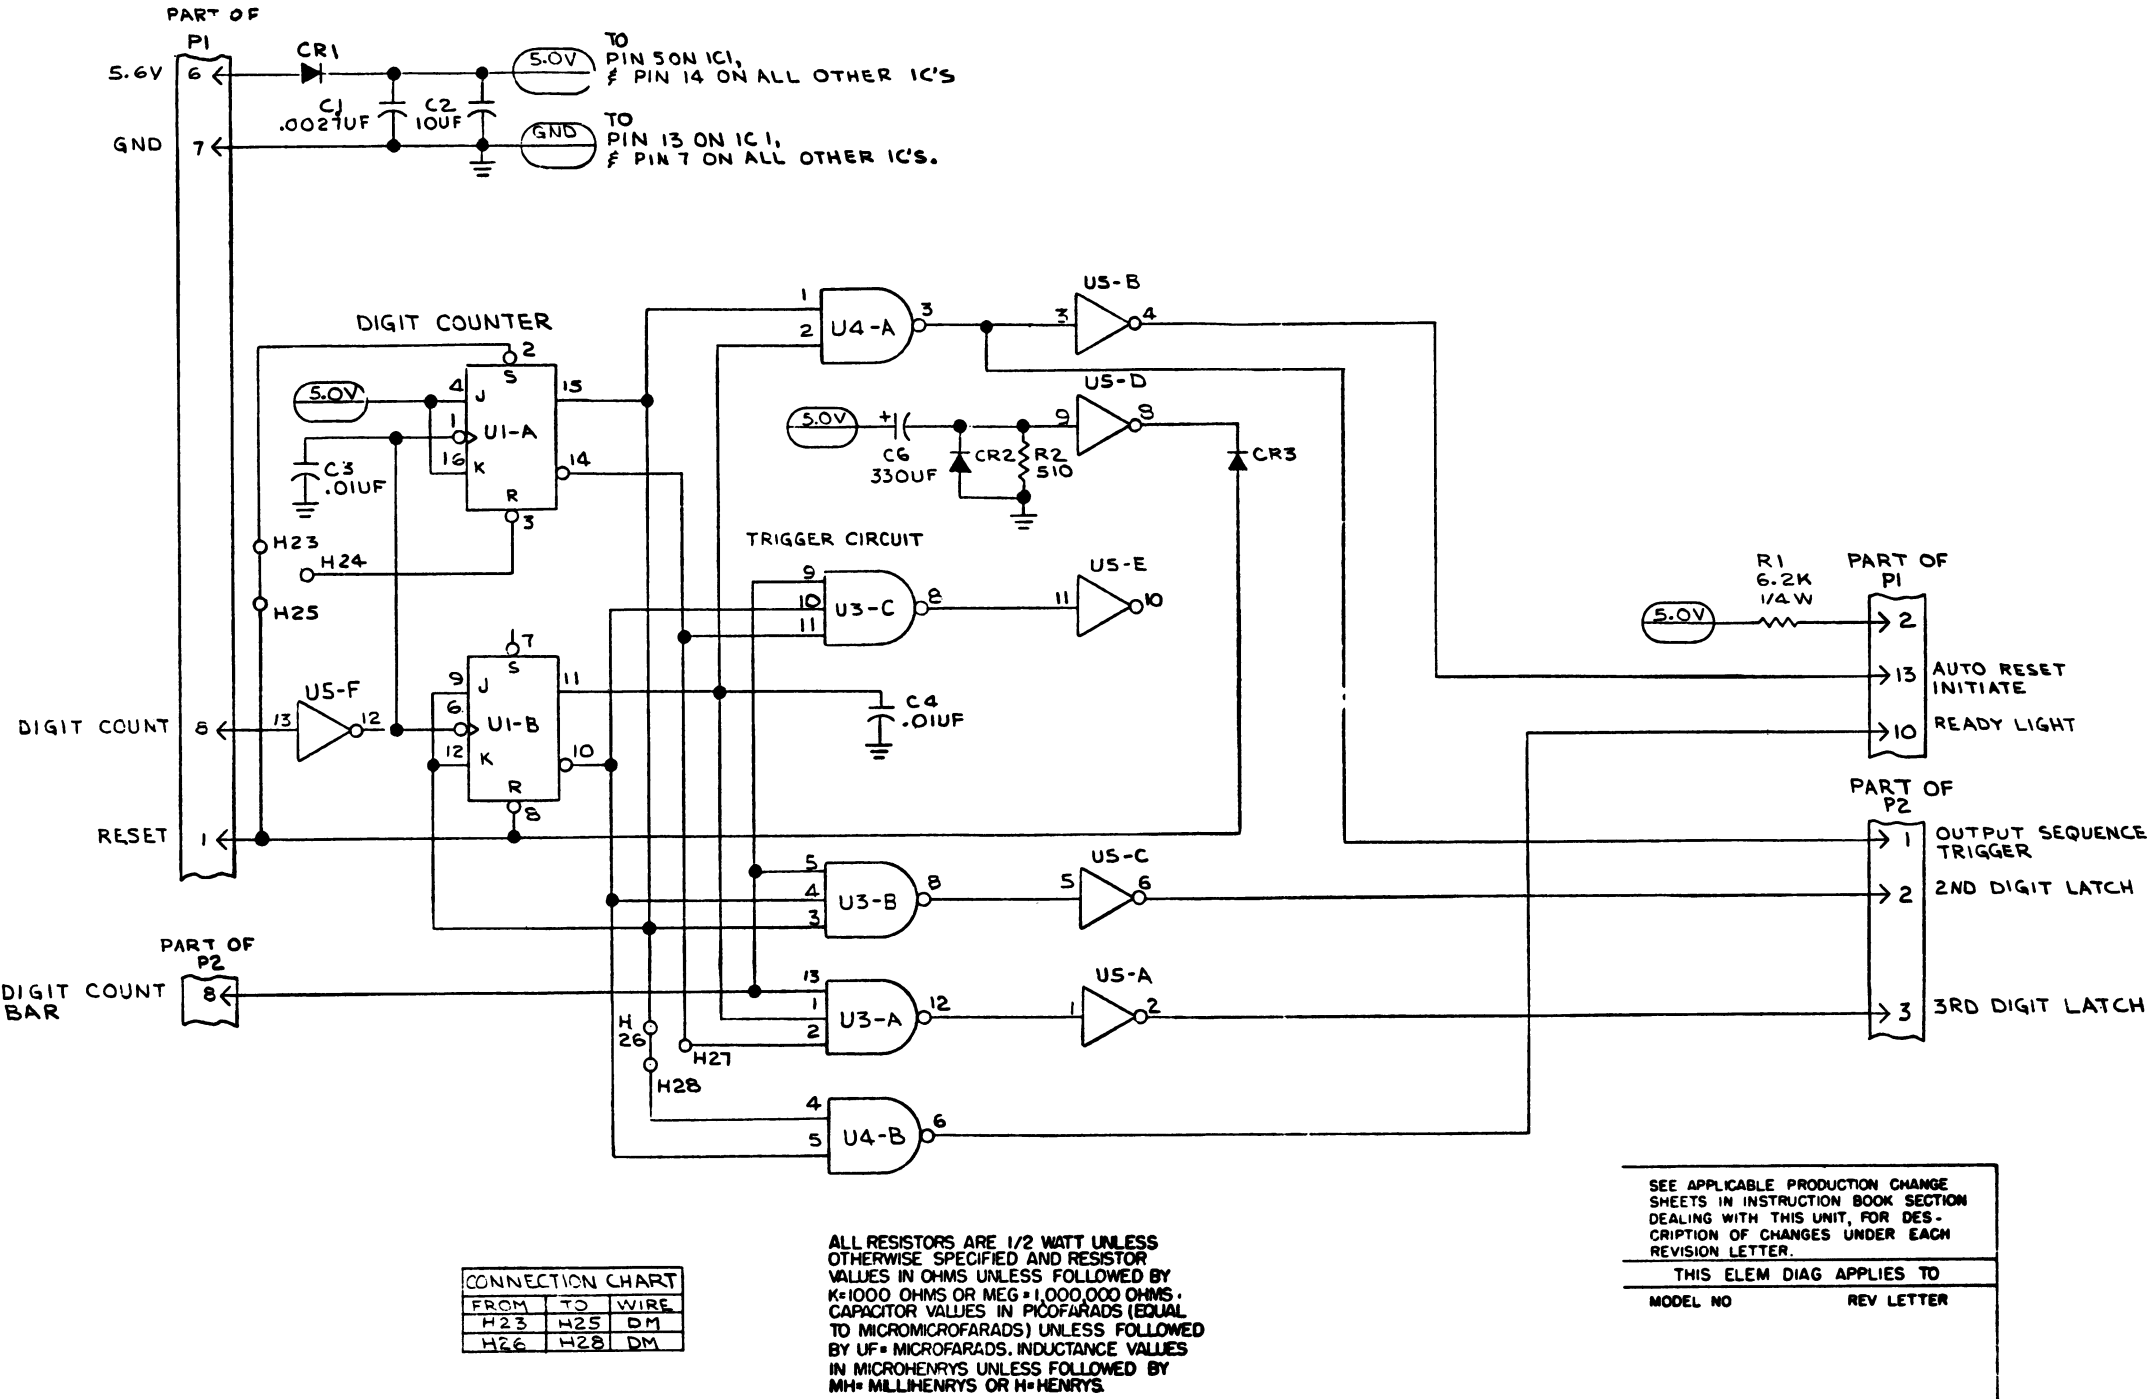 PART OF
P1
5.6V 6
CR1
5.0V
TO
PIN 5 ON IC1,
& PIN 14 ON ALL OTHER IC'S
C1
.0027UF
C2
10UF
GND 7
GND
TO
PIN 13 ON IC 1,
& PIN 7 ON ALL OTHER IC'S.
DIGIT COUNTER
2
S
5.0V
4
J
15
1
U1-A
16
K
14
R
3
C3
.01UF
H23
H24
H25
7
S
9
J
11
6
U1-B
12
K
10
R
8
U5-F
DIGIT COUNT 8
13
12
RESET 1
1
2
U4-A
3
U5-B
3
4
5.0V
+
C6
330UF
CR2
R2
510
U5-D
9
8
CR3
TRIGGER CIRCUIT
9
10
11
U3-C
8
U5-E
11
10
C4
.01UF
5
4
3
U3-B
8
U5-C
5
6
PART OF
P2
DIGIT COUNT 8
BAR
13
1
2
U3-A
12
U5-A
1
2
H
26
H27
H28
4
5
U4-B
6
R1
6.2K
1/4 W
5.0V
PART OF
P1
2
13 AUTO RESET
INITIATE
10 READY LIGHT
PART OF
P2
1 OUTPUT SEQUENCE
TRIGGER
2 2ND DIGIT LATCH
3 3RD DIGIT LATCH
CONNECTION CHART
FROM TO WIRE
H23 H25 DM
H26 H28 DM
ALL RESISTORS ARE 1/2 WATT UNLESS
OTHERWISE SPECIFIED AND RESISTOR
VALUES IN OHMS UNLESS FOLLOWED BY
K=1000 OHMS OR MEG=1,000,000 OHMS.
CAPACITOR VALUES IN PICOFARADS (EQUAL
TO MICROMICROFARADS) UNLESS FOLLOWED
BY UF= MICROFARADS. INDUCTANCE VALUES
IN MICROHENRYS UNLESS FOLLOWED BY
MH= MILLIHENRYS OR H=HENRYS.
SEE APPLICABLE PRODUCTION CHANGE
SHEETS IN INSTRUCTION BOOK SECTION
DEALING WITH THIS UNIT, FOR DES-
CRIPTION OF CHANGES UNDER EACH
REVISION LETTER.
THIS ELEM DIAG APPLIES TO
MODEL NO REV LETTER